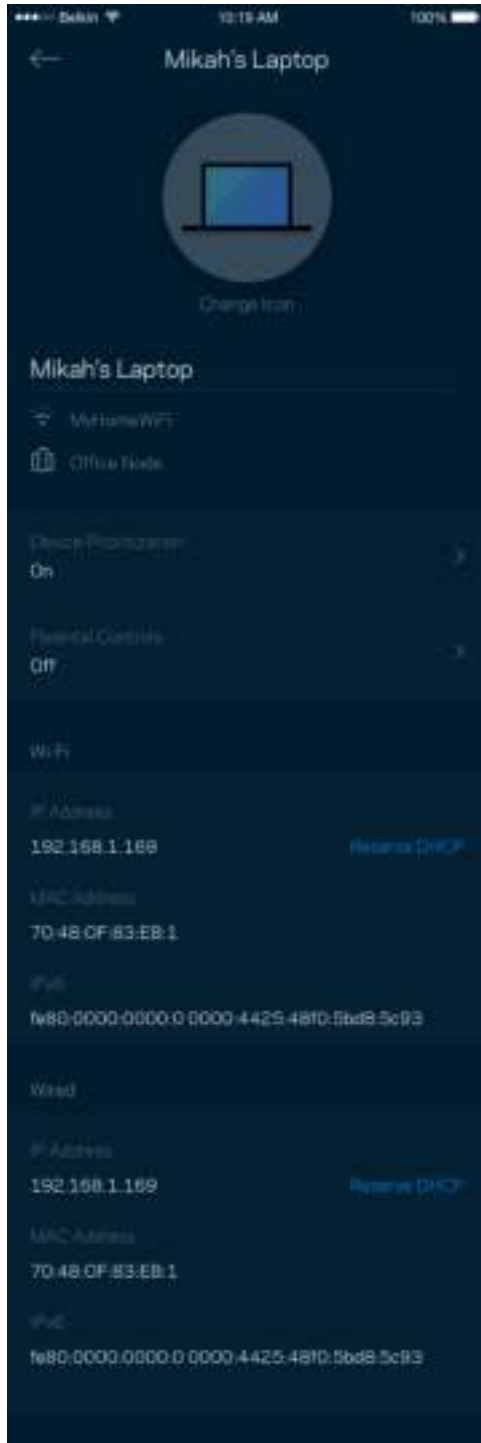 Belkin 10:19 AM 100%
Mikah's Laptop
Change Icon
Mikah's Laptop
MyHomeWiFi
Office Node
Device Prioritization
On
Parental Controls
Off
Wi-Fi
IP Address
192.168.1.169 Reserve DHCP
MAC Address
70:48:0F:83:EB:1
IPv6
fe80:0000:0000:0 0000:4425:48f0:5bd8:5c93
Wired
IP Address
192.168.1.169 Reserve DHCP
MAC Address
70:48:0F:83:EB:1
IPv6
fe80:0000:0000:0 0000:4425:48f0:5bd8:5c93